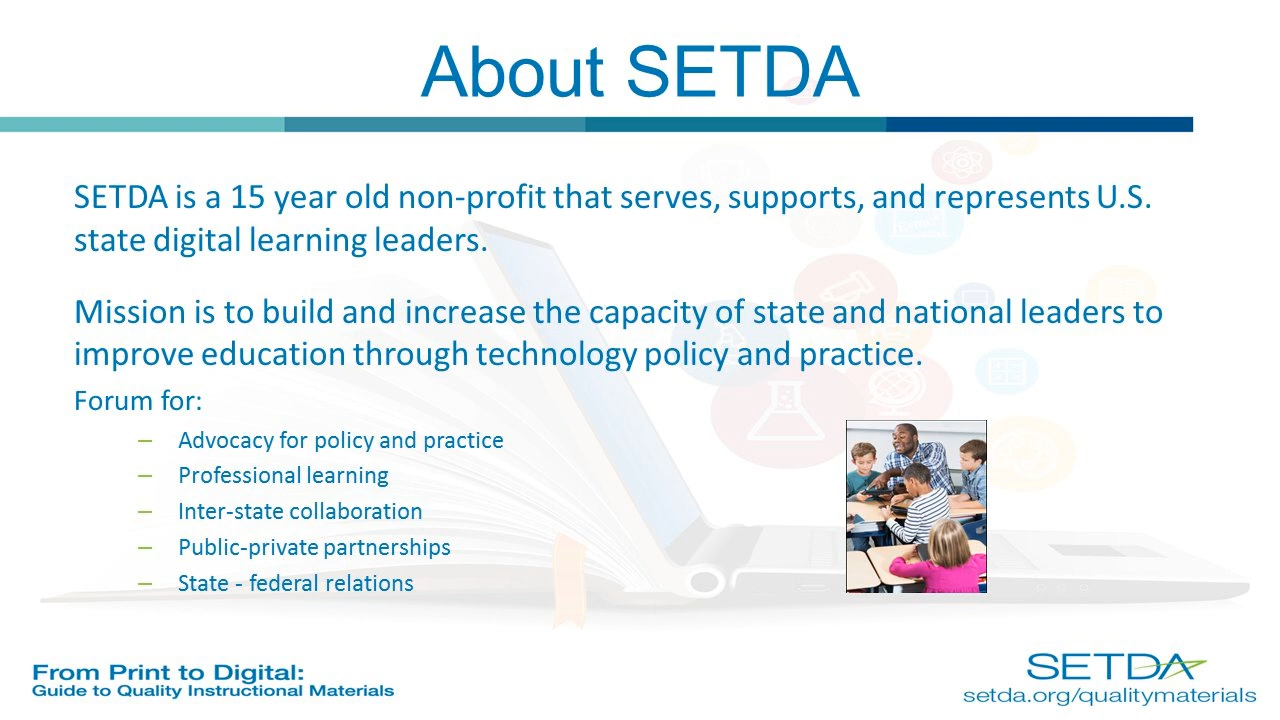 About SETDA
SETDA is a 15 year old non-profit that serves, supports, and represents U.S.
state digital learning leaders.
Mission is to build and increase the capacity of state and national leaders to
improve education through technology policy and practice.
Forum for:
– Advocacy for policy and practice
– Professional learning
– Inter-state collaboration
– Public-private partnerships
– State - federal relations
From Print to Digital:
Guide to Quality Instructional Materials
SETDA
setda.org/qualitymaterials